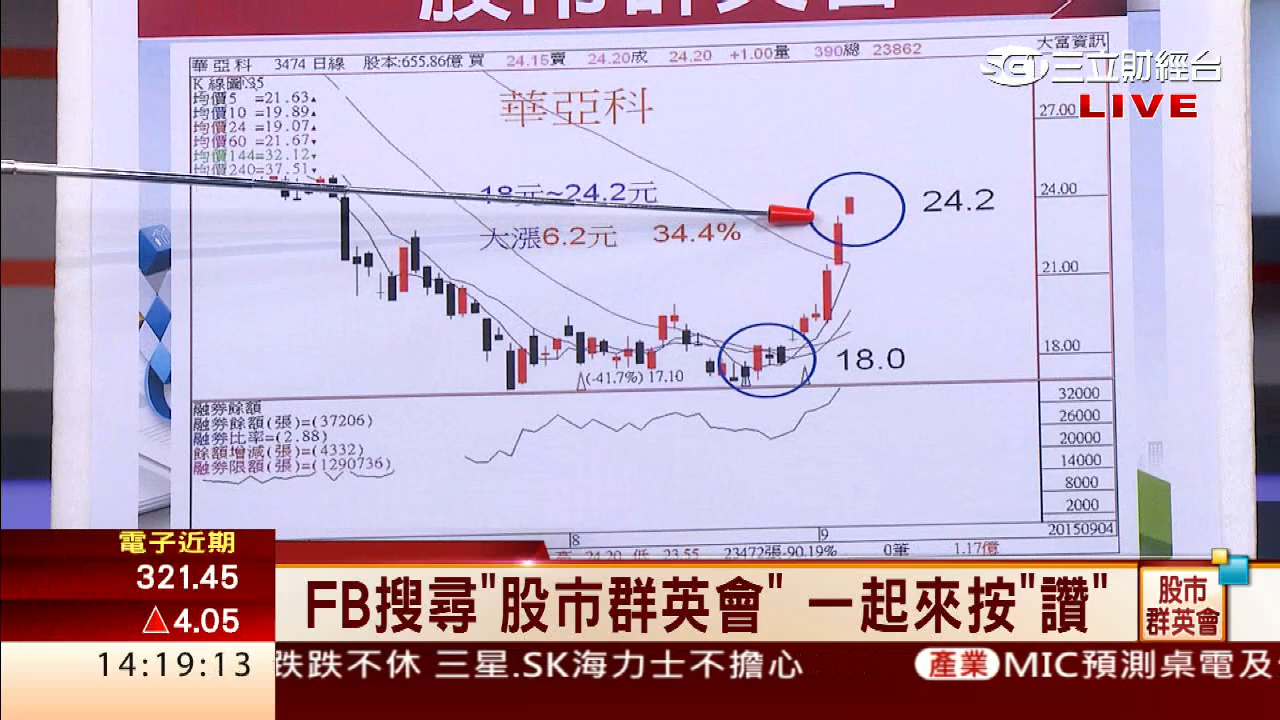 股市群英會
大富資訊
三立財經台
LIVE
華亞科 3474 日線 股本:655.86億 買 24.15賣 24.20成 24.20 +1.00量 390總 23862
K 線圖:35
均價5 =21.63
均價10 =19.89
均價24 =19.07
均價60 =21.67
均價144=32.12
均價240=37.51
華亞科
18元~24.2元
大漲6.2元 34.4%
24.2
18.0
(-41.7%) 17.10
27.00
24.00
21.00
18.00
融券餘額
融券餘額(張)=(37206)
融券比率=(2.88)
餘額增減(張)=(4332)
融券限額(張)=(1290736)
32000
26000
20000
14000
8000
2000
8 9 20150904
高 24.20 低 23.55 23472張-90.19% 0筆 1.17億
電子近期
321.45
△4.05
FB搜尋"股市群英會" 一起來按"讚"
股市
群英會
14:19:13
跌跌不休 三星.SK海力士不擔心 產業 MIC預測桌電及